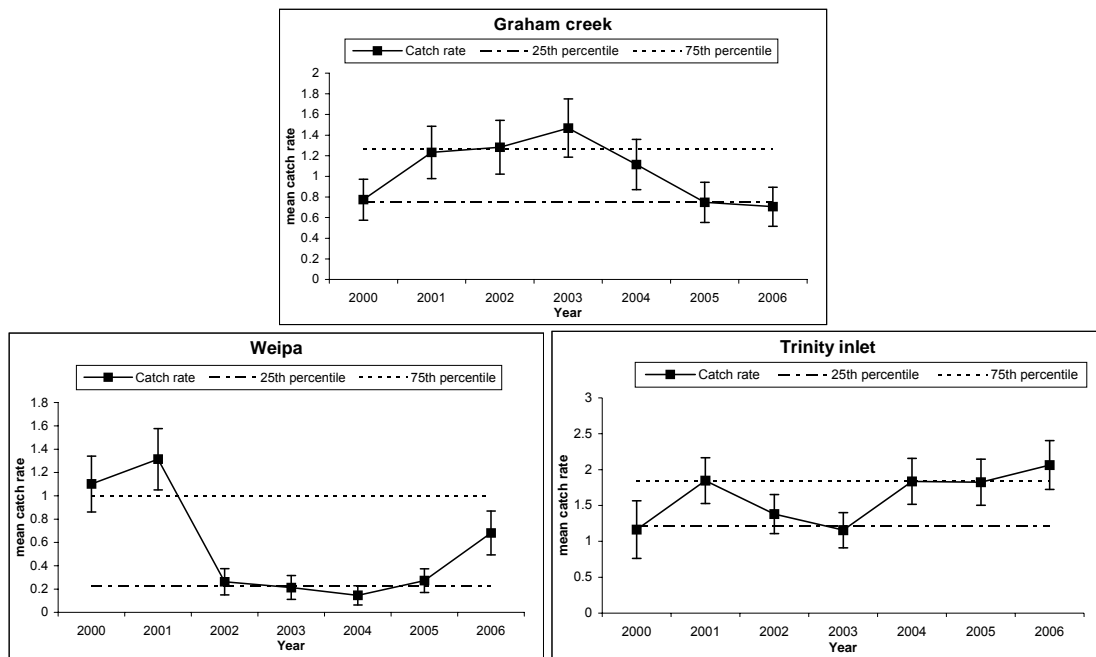 Graham creek
Catch rate 25th percentile 75th percentile
mean catch rate
2
1.8
1.6
1.4
1.2
1
0.8
0.6
0.4
0.2
0
2000 2001 2002 2003 2004 2005 2006
Year
Weipa
Catch rate 25th percentile 75th percentile
mean catch rate
1.8
1.6
1.4
1.2
1
0.8
0.6
0.4
0.2
0
2000 2001 2002 2003 2004 2005 2006
Year
Trinity inlet
Catch rate 25th percentile 75th percentile
mean catch rate
3
2.5
2
1.5
1
0.5
0
2000 2001 2002 2003 2004 2005 2006
Year